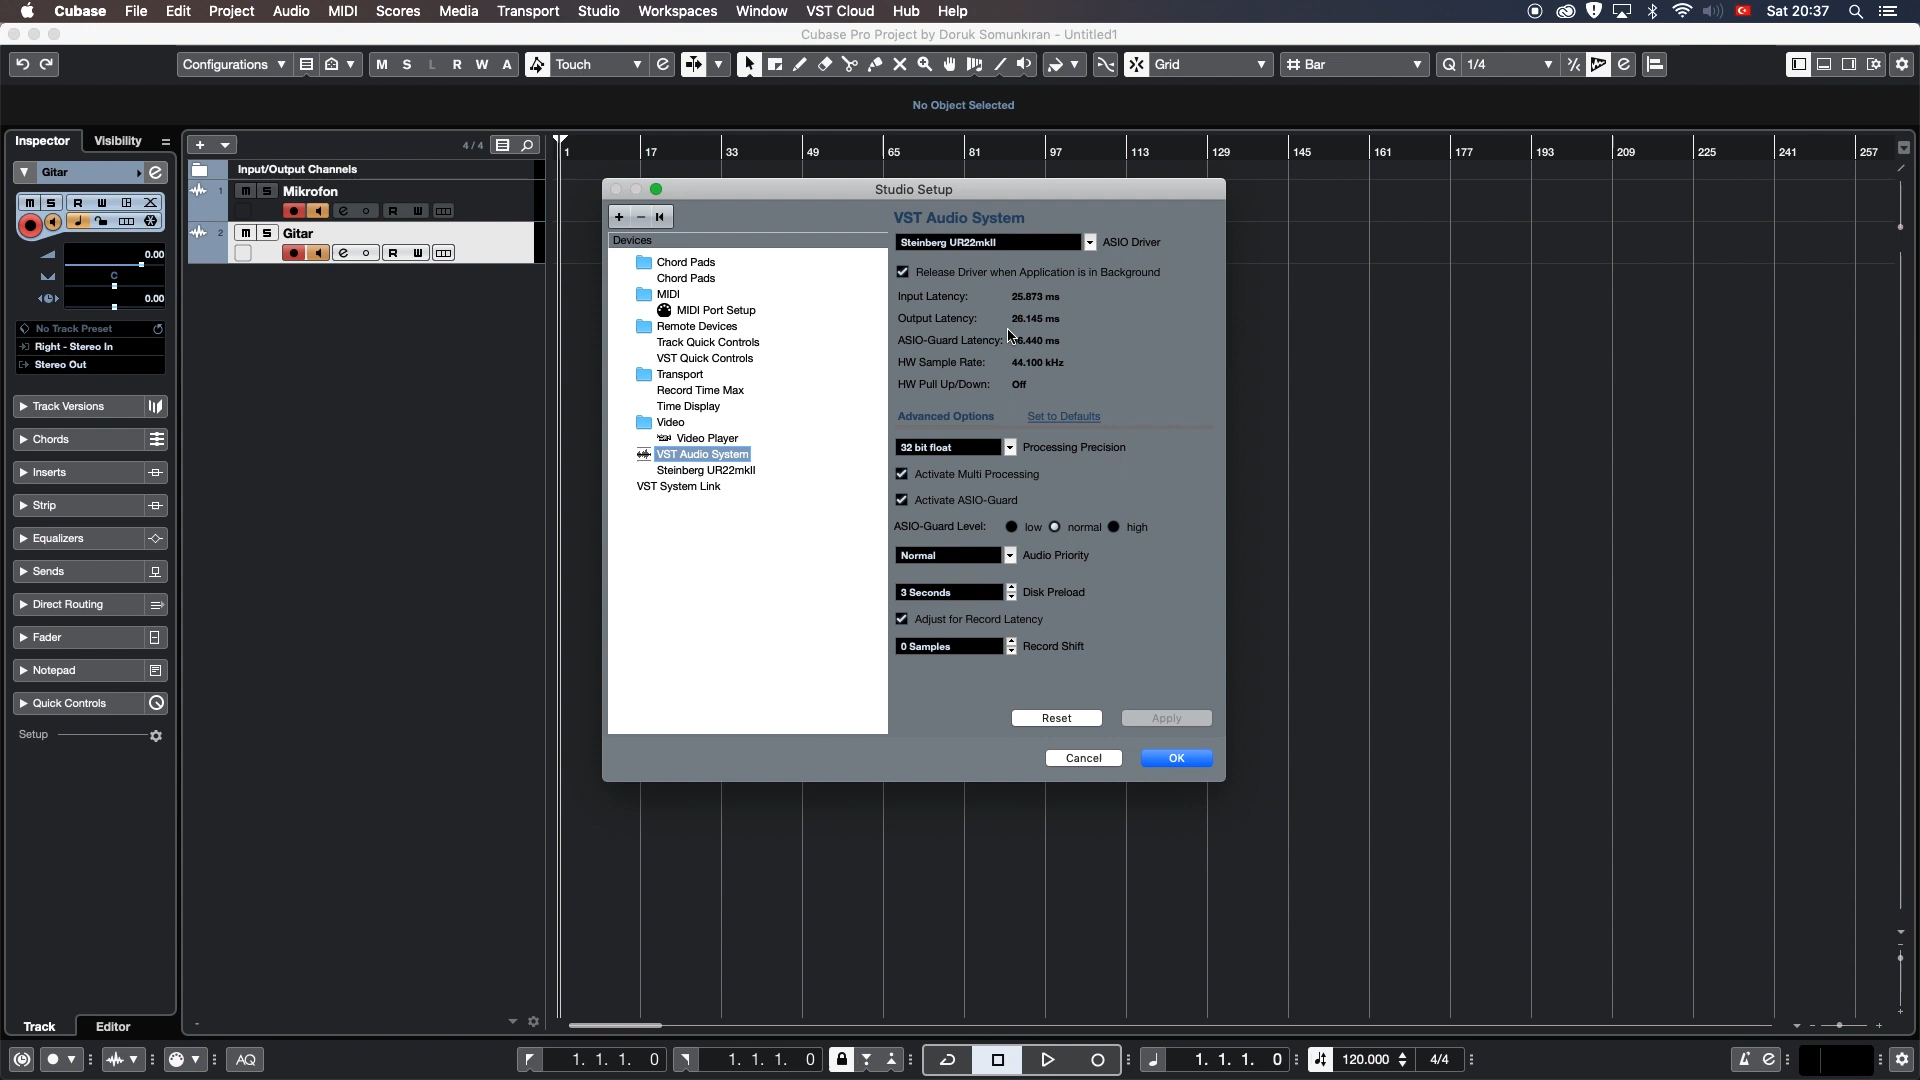 Cubase File Edit Project Audio MIDI Scores Media Transport Studio Workspaces Window VST Cloud Hub Help Sat 20:37
Cubase Pro Project by Doruk Somunkıran - Untitled1
Configurations M S L R W A Touch Grid Bar Q 1/4
No Object Selected
Inspector Visibility
4 / 4
1 17 33 49 65 81 97 113 129 145 161 177 193 209 225 241 257
Gitar
Input/Output Channels
m s R W
1 m s Mikrofon
R W
2 m s Gitar
R W
0.00
C
0.00
No Track Preset
Right - Stereo In
Stereo Out
Track Versions
Chords
Inserts
Strip
Equalizers
Sends
Direct Routing
Fader
Notepad
Quick Controls
Setup
Studio Setup
Devices
Chord Pads
Chord Pads
MIDI
MIDI Port Setup
Remote Devices
Track Quick Controls
VST Quick Controls
Transport
Record Time Max
Time Display
Video
Video Player
VST Audio System
Steinberg UR22mkII
VST System Link
VST Audio System
Steinberg UR22mkII ASIO Driver
Release Driver when Application is in Background
Input Latency: 25.873 ms
Output Latency: 26.145 ms
ASIO-Guard Latency: 6.440 ms
HW Sample Rate: 44.100 kHz
HW Pull Up/Down: Off
Advanced Options Set to Defaults
32 bit float Processing Precision
Activate Multi Processing
Activate ASIO-Guard
ASIO-Guard Level: low normal high
Normal Audio Priority
3 Seconds Disk Preload
Adjust for Record Latency
0 Samples Record Shift
Reset Apply
Cancel OK
Track Editor
AQ 1. 1. 1. 0 1. 1. 1. 0 1. 1. 1. 0 120.000 4/4